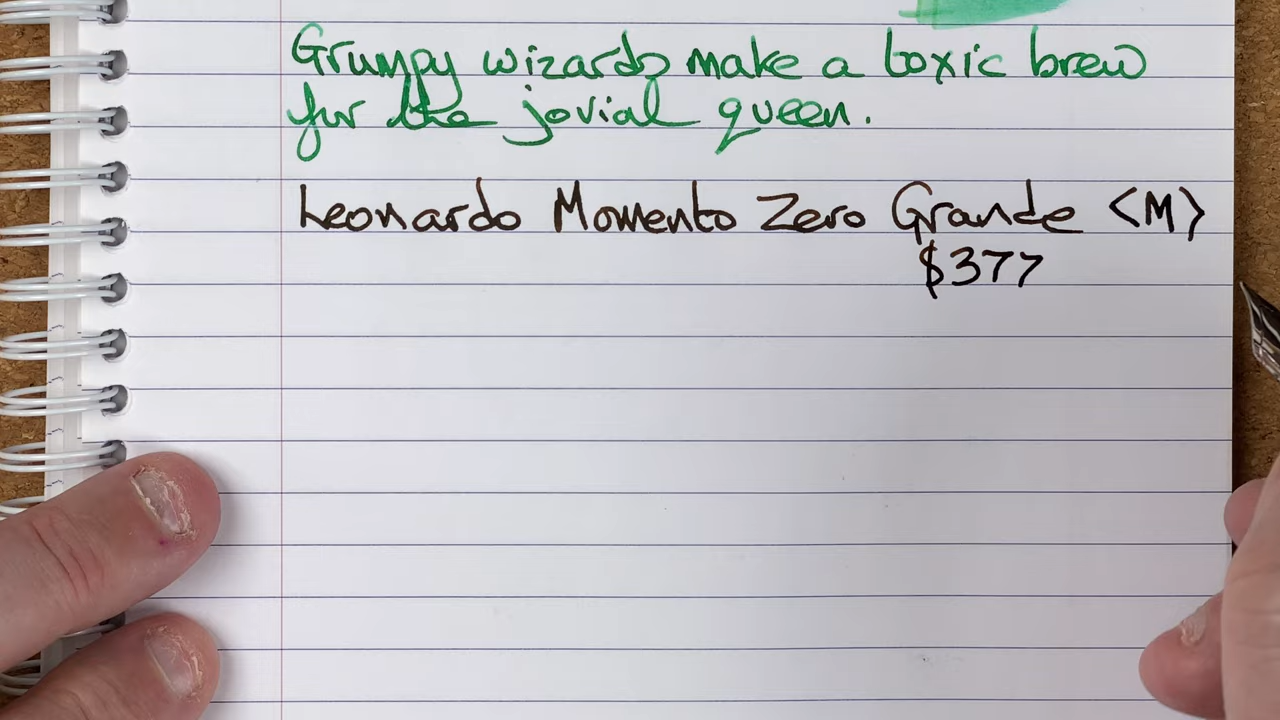 Grumpy wizards make a toxic brew
for the jovial queen.
Leonardo Momento Zero Grande <M>
$377